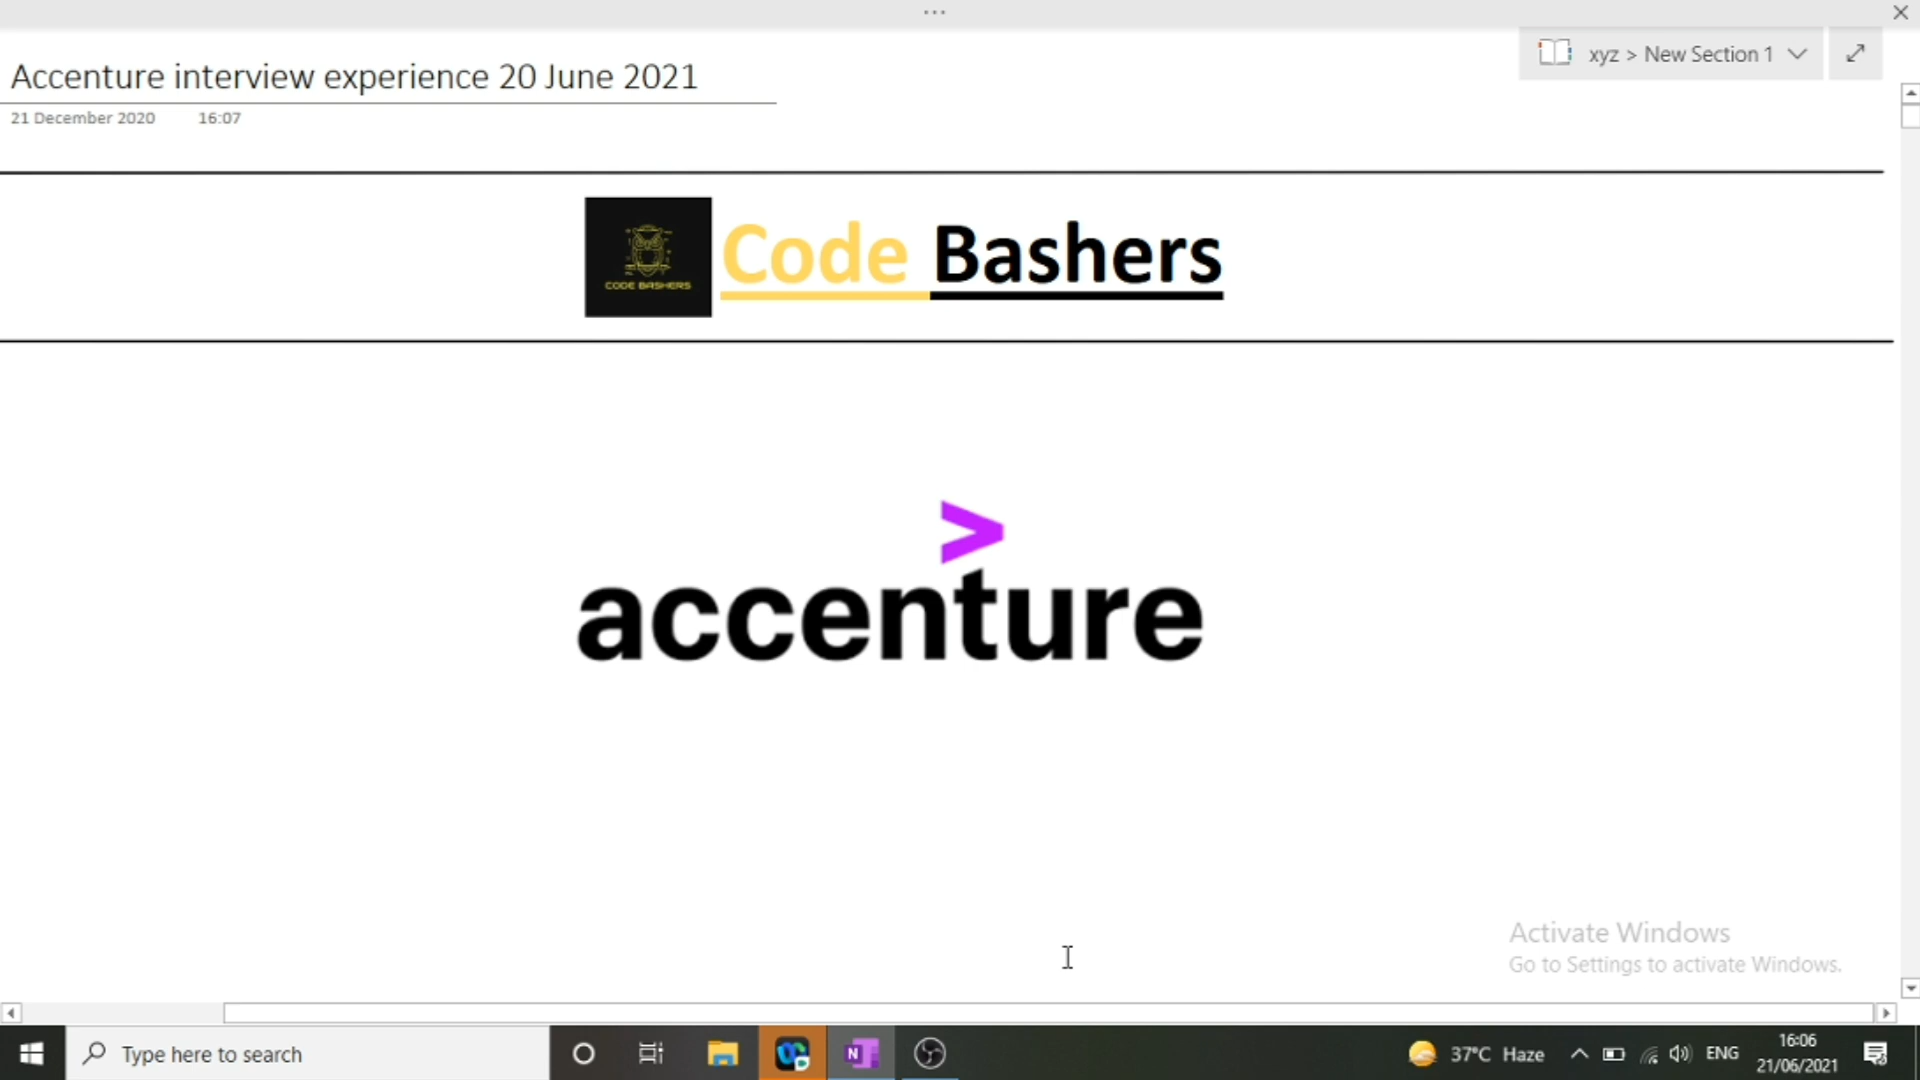 xyz > New Section 1
Accenture interview experience 20 June 2021
21 December 2020 16:07
CODE BASHERS
Code Bashers
>
accenture
Activate Windows
Go to Settings to activate Windows.
Type here to search
N
37°C Haze
ENG
16:06
21/06/2021